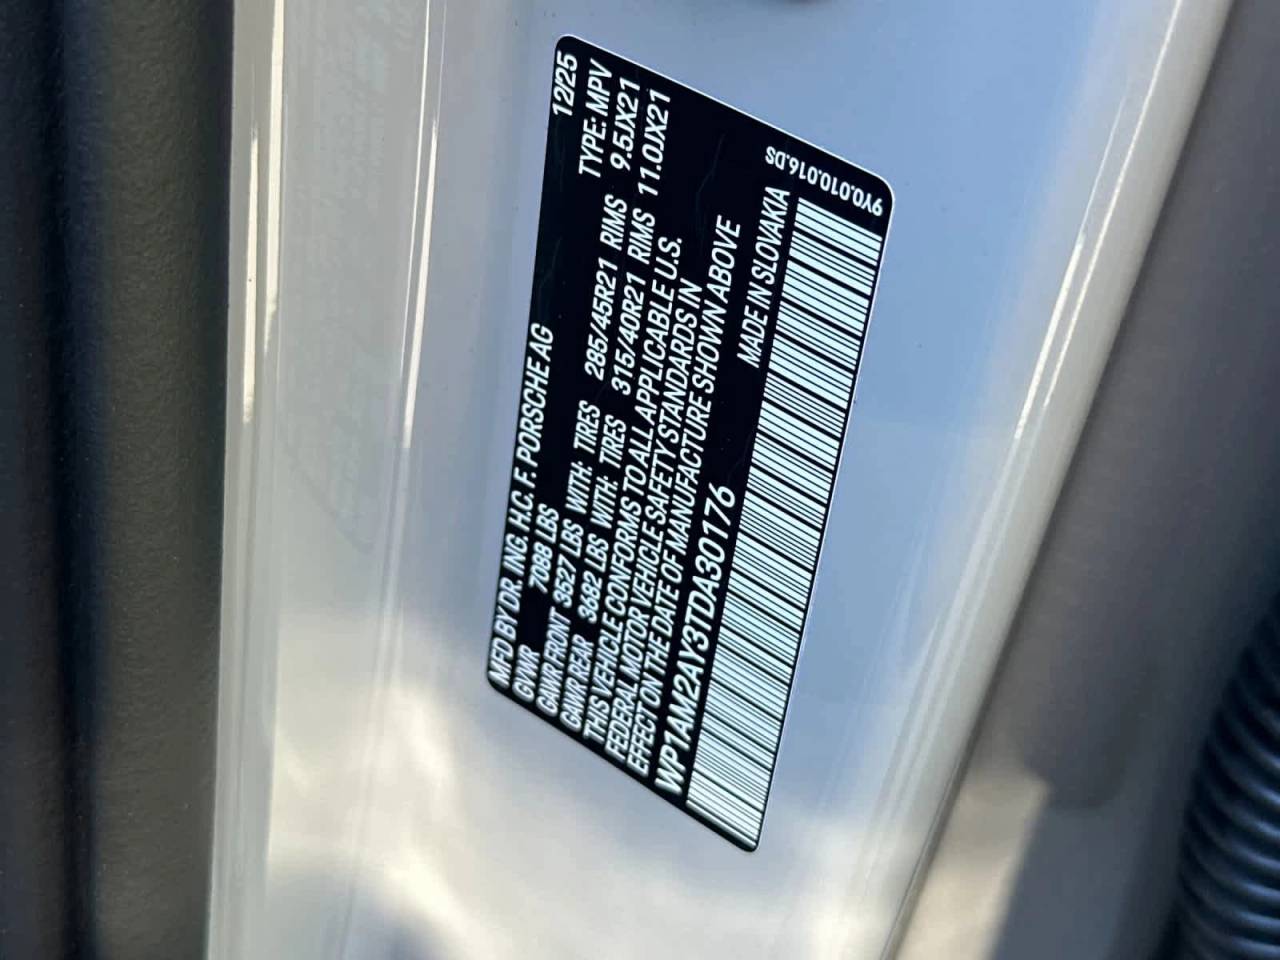 MFD BY DR. ING. H.C. F. PORSCHE AG 12/25
GVWR 7088 LBS TYPE: MPV
GAWR FRONT 3527 LBS WITH: TIRES 285/45R21 RIMS 9.5JX21
GAWR REAR 3682 LBS WITH: TIRES 315/40R21 RIMS 11.0JX21
THIS VEHICLE CONFORMS TO ALL APPLICABLE U.S.
FEDERAL MOTOR VEHICLE SAFETY STANDARDS IN
EFFECT ON THE DATE OF MANUFACTURE SHOWN ABOVE
WP1AM2AY3TDA30176 MADE IN SLOVAKIA
9Y0.010.016.DS